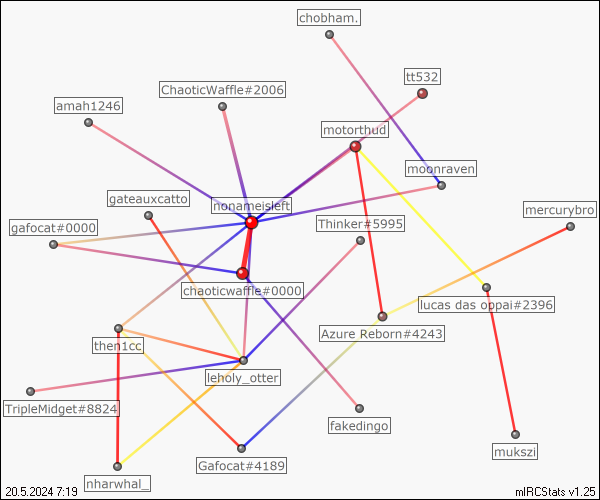 chobham.
tt532
ChaoticWaffle#2006
amah1246
motorthud
moonraven
gateauxcatto
nonameisleft
mercurybro
gafocat#0000
Thinker#5995
chaoticwaffle#0000
lucas das oppai#2396
Azure Reborn#4243
then1cc
leholy_otter
TripleMidget#8824
fakedingo
mukszi
Gafocat#4189
nharwhal_
20.5.2024 7:19
mIRCStats v1.25